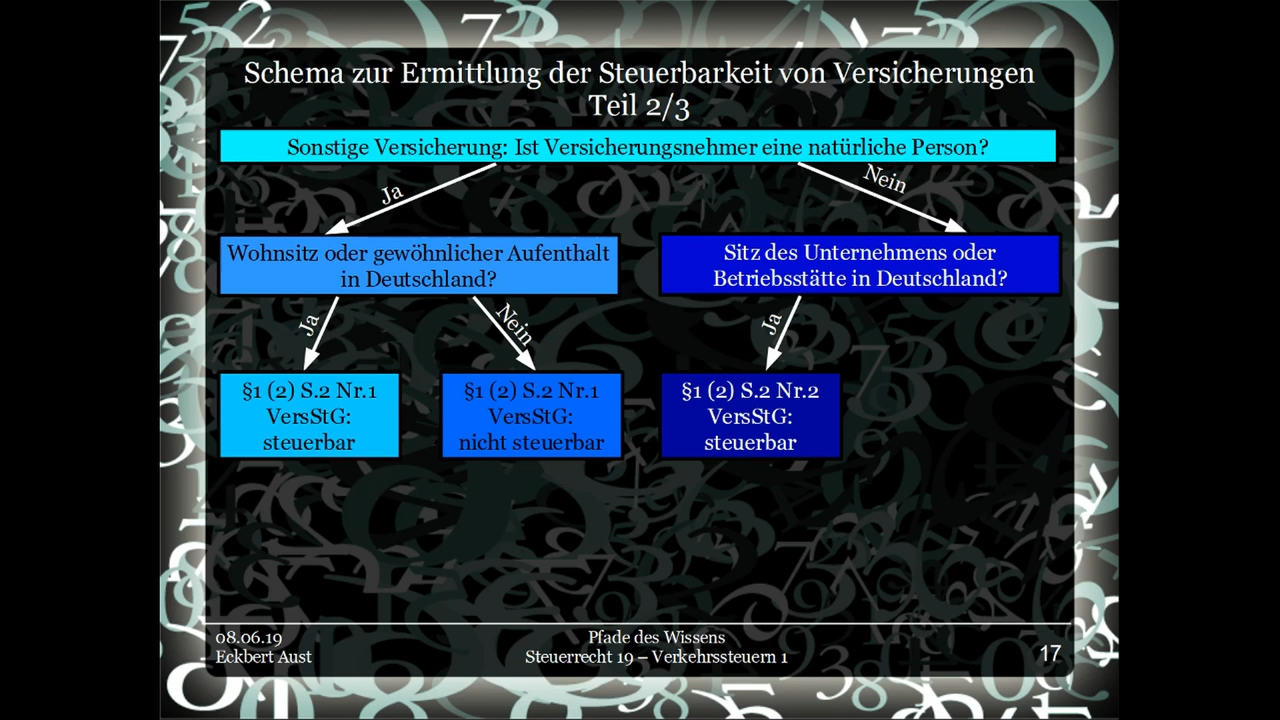 Schema zur Ermittlung der Steuerbarkeit von Versicherungen
Teil 2/3
Sonstige Versicherung: Ist Versicherungsnehmer eine natürliche Person?
Ja
Nein
Wohnsitz oder gewöhnlicher Aufenthalt
in Deutschland?
Sitz des Unternehmens oder
Betriebsstätte in Deutschland?
Ja
Nein
Ja
§1 (2) S.2 Nr.1
VersStG:
steuerbar
§1 (2) S.2 Nr.1
VersStG:
nicht steuerbar
§1 (2) S.2 Nr.2
VersStG:
steuerbar
08.06.19
Eckbert Aust
Pfade des Wissens
Steuerrecht 19 – Verkehrssteuern 1
17